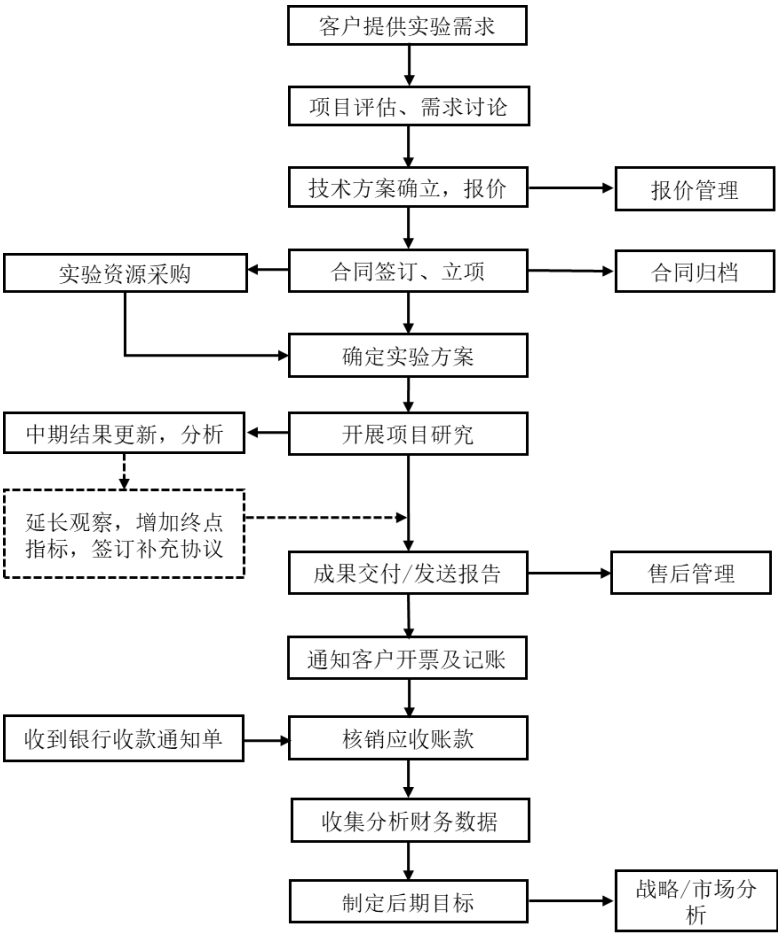 客户提供实验需求
项目评估、需求讨论
技术方案确立，报价
报价管理
实验资源采购
合同签订、立项
合同归档
确定实验方案
中期结果更新，分析
开展项目研究
延长观察，增加终点
指标，签订补充协议
成果交付/发送报告
售后管理
通知客户开票及记账
收到银行收款通知单
核销应收账款
收集分析财务数据
制定后期目标
战略/市场分
析